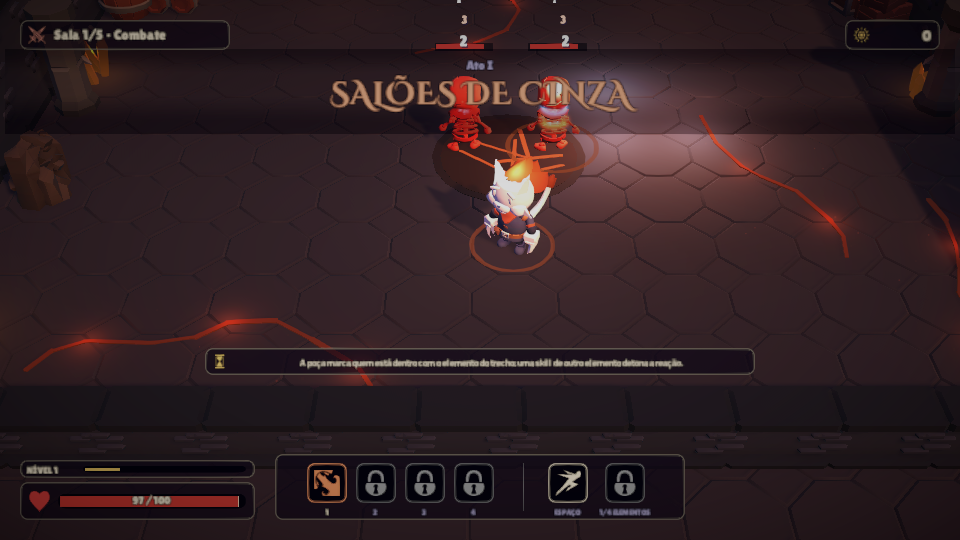 Sala 1/5 - Combate
3
3
2
2
0
Ato I
SALÕES DE CINZA
A poça marca quem está dentro com o elemento do trecho: uma skill de outro elemento detona a reação.
NÍVEL 1
97 / 100
1
2
3
4
ESPAÇO
1/4 ELEMENTOS